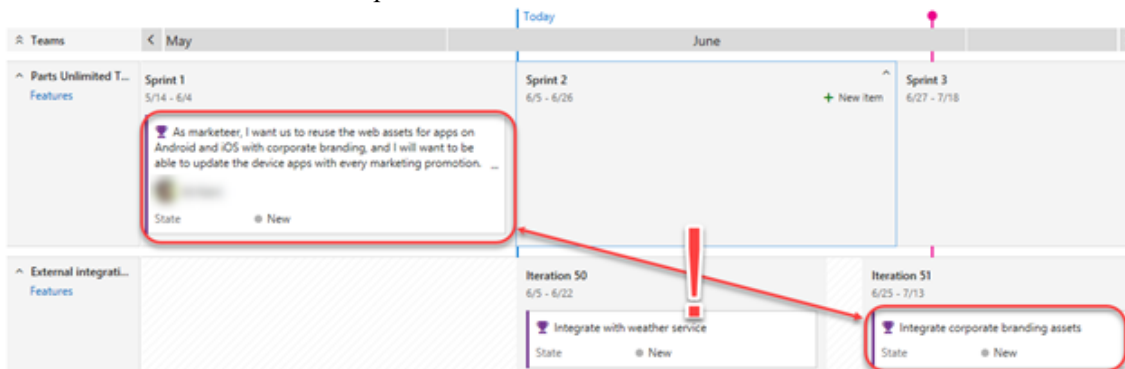 Today
Teams
< May
June
Parts Unlimited T...
Features
Sprint 1
5/14 - 6/4
Sprint 2
6/5 - 6/26
+ New item
Sprint 3
6/27 - 7/18
As marketeer, I want us to reuse the web assets for apps on
Android and iOS with corporate branding, and I will want to be
able to update the device apps with every marketing promotion. ...
State New
!
External integrati...
Features
Iteration 50
6/5 - 6/22
Iteration 51
6/25 - 7/13
Integrate with weather service
State New
Integrate corporate branding assets
State New